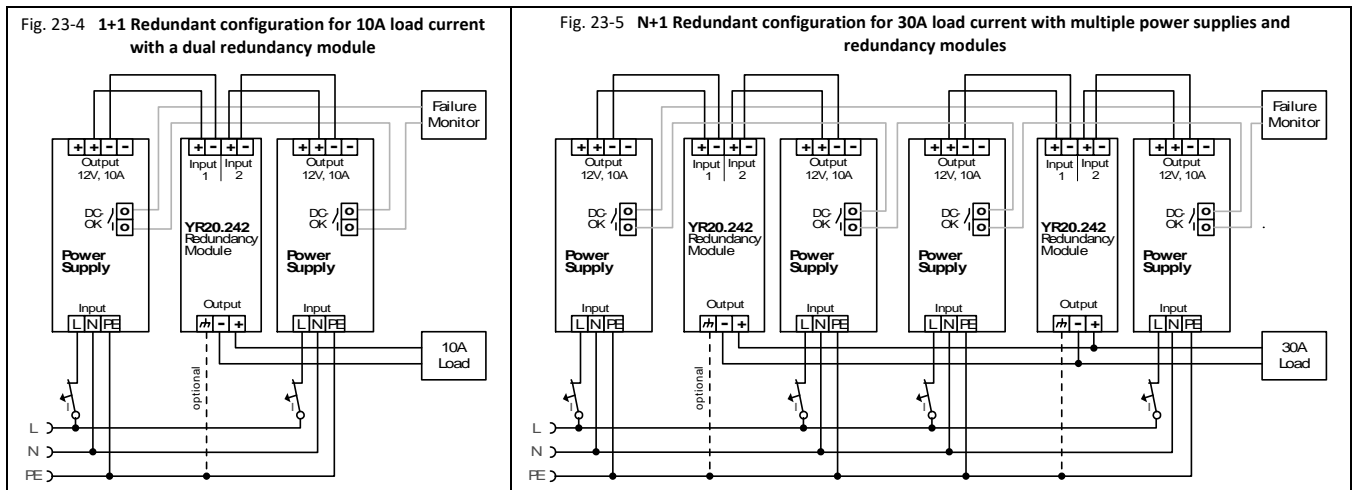 Fig. 23-4 1+1 Redundant configuration for 10A load current
with a dual redundancy module
Failure
Monitor
+ + - -
Output
12V, 10A
DC-
OK
Power
Supply
Input
L N PE
+ - + -
Input
1
Input
2
YR20.242
Redundancy
Module
Output
- +
+ + - -
Output
12V, 10A
DC-
OK
Power
Supply
Input
L N PE
10A
Load
optional
I
I
L
N
PE
Fig. 23-5 N+1 Redundant configuration for 30A load current with multiple power supplies and
redundancy modules
Failure
Monitor
+ + - -
Output
12V, 10A
DC-
OK
Power
Supply
Input
L N PE
+ - + -
Input
1
Input
2
YR20.242
Redundancy
Module
Output
- +
+ + - -
Output
12V, 10A
DC-
OK
Power
Supply
Input
L N PE
+ + - -
Output
12V, 10A
DC-
OK
Power
Supply
Input
L N PE
+ - + -
Input
1
Input
2
YR20.242
Redundancy
Module
Output
- +
+ + - -
Output
12V, 10A
DC-
OK
Power
Supply
Input
L N PE
.
30A
Load
optional
I
I
I
I
L
N
PE